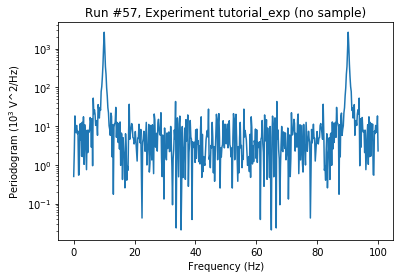 Run #57, Experiment tutorial_exp (no sample)
Periodogram (10³ V^2/Hz)
10³
10²
10¹
10⁰
10⁻¹
0 20 40 60 80 100
Frequency (Hz)